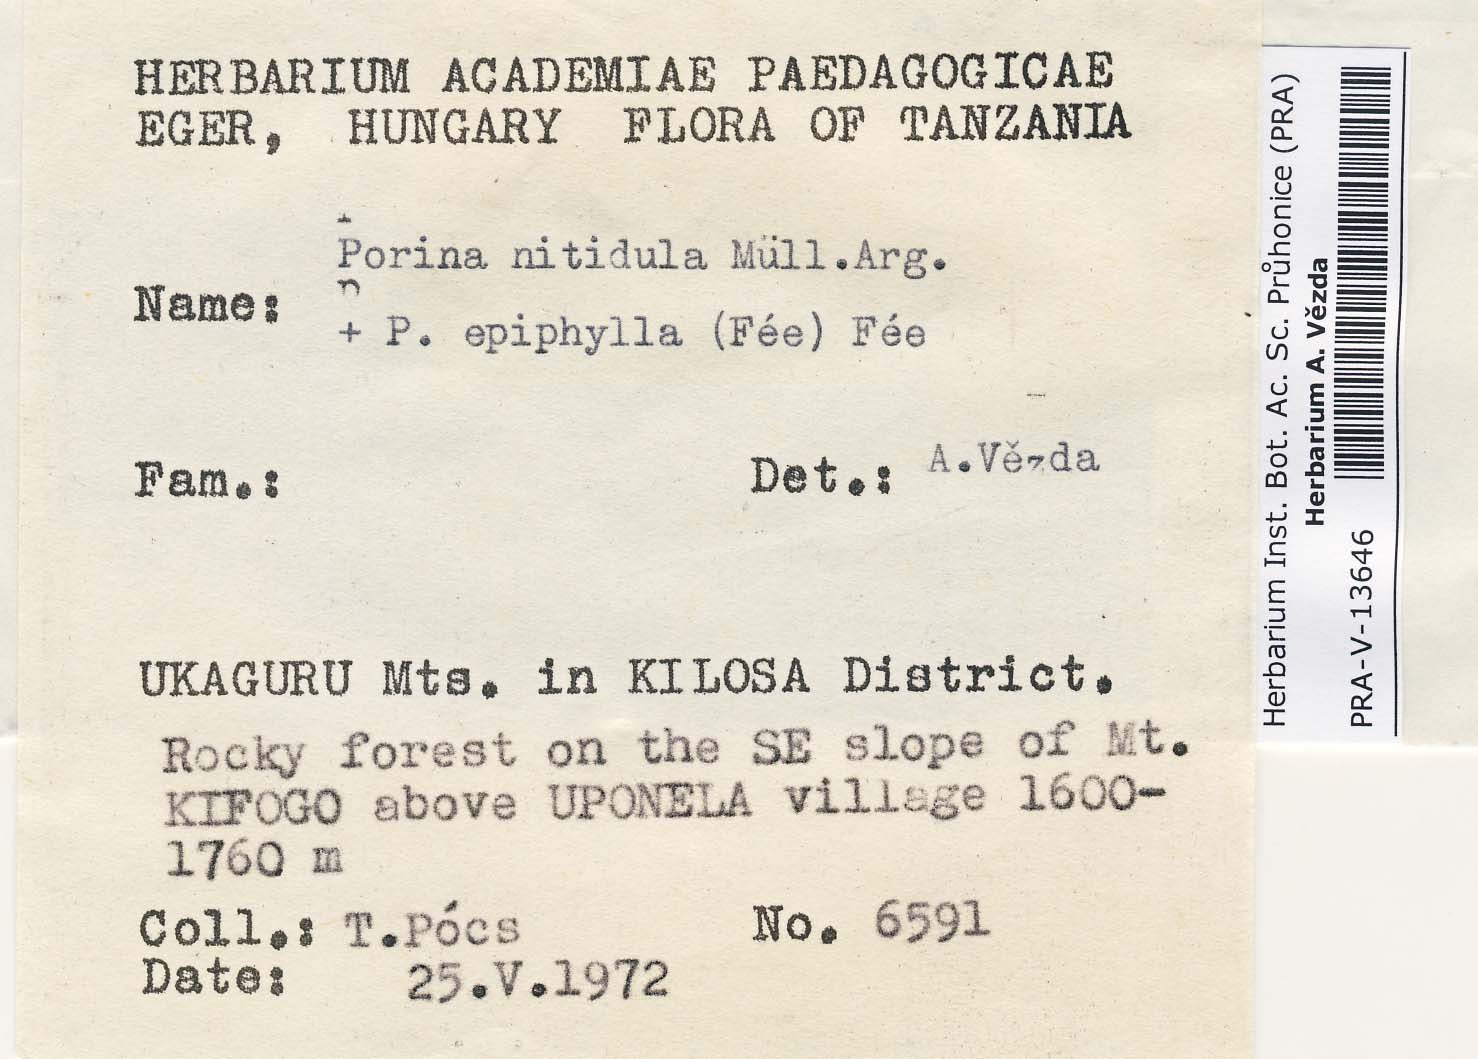 HERBARIUM ACADEMIAE PAEDAGOGICAE
EGER, HUNGARY FLORA OF TANZANIA
Porina nitidula Müll.Arg.
Name:
+ P. epiphylla (Fée) Fée
Fam.:
Det.: A.Vězda
UKAGURU Mts. in KILOSA District.
Rocky forest on the SE slope of Mt.
KIFOGO above UPONELA village 1600-
1760 m
Coll.: T.Pócs No. 6591
Date: 25.V.1972
Herbarium Inst. Bot. Ac. Sc. Průhonice (PRA)
Herbarium A. Vězda
PRA-V-13646